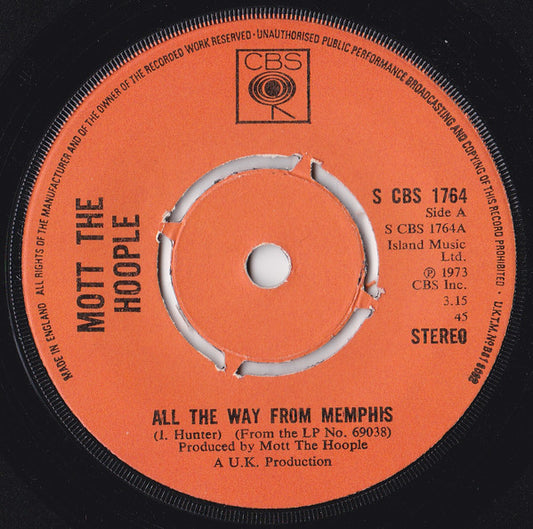 MADE IN ENGLAND ALL RIGHTS OF THE MANUFACTURER AND OF THE OWNER OF THE RECORDED WORK RESERVED - UNAUTHORISED PUBLIC PERFORMANCE BROADCASTING AND COPYING OF THIS RECORD PROHIBITED ·
CBS
MOTT THE
HOOPLE
S CBS 1764
Side A
S CBS 1764A
Island Music
Ltd.
℗ 1973
CBS Inc.
3.15
45
STEREO
ALL THE WAY FROM MEMPHIS
(I. Hunter) (From the LP No. 69038)
Produced by Mott The Hoople
A U.K. Production